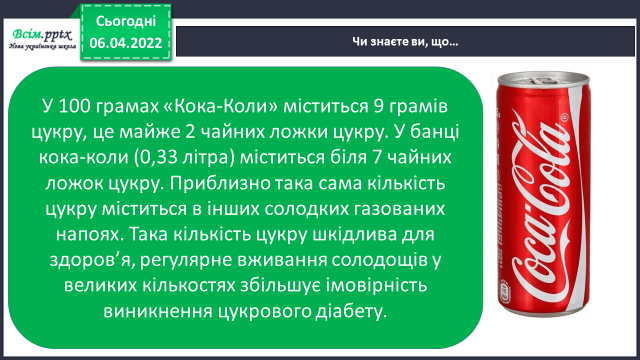 Всім.pptx
Нова українська школа
Сьогодні
06.04.2022
Чи знаєте ви, що...
У 100 грамах «Кока-Коли» міститься 9 грамів
цукру, це майже 2 чайних ложки цукру. У банці
кока-коли (0,33 літра) міститься біля 7 чайних
ложок цукру. Приблизно така сама кількість
цукру міститься в інших солодких газованих
напоях. Така кількість цукру шкідлива для
здоров’я, регулярне вживання солодощів у
великих кількостях збільшує імовірність
виникнення цукрового діабету.
Coca-Cola